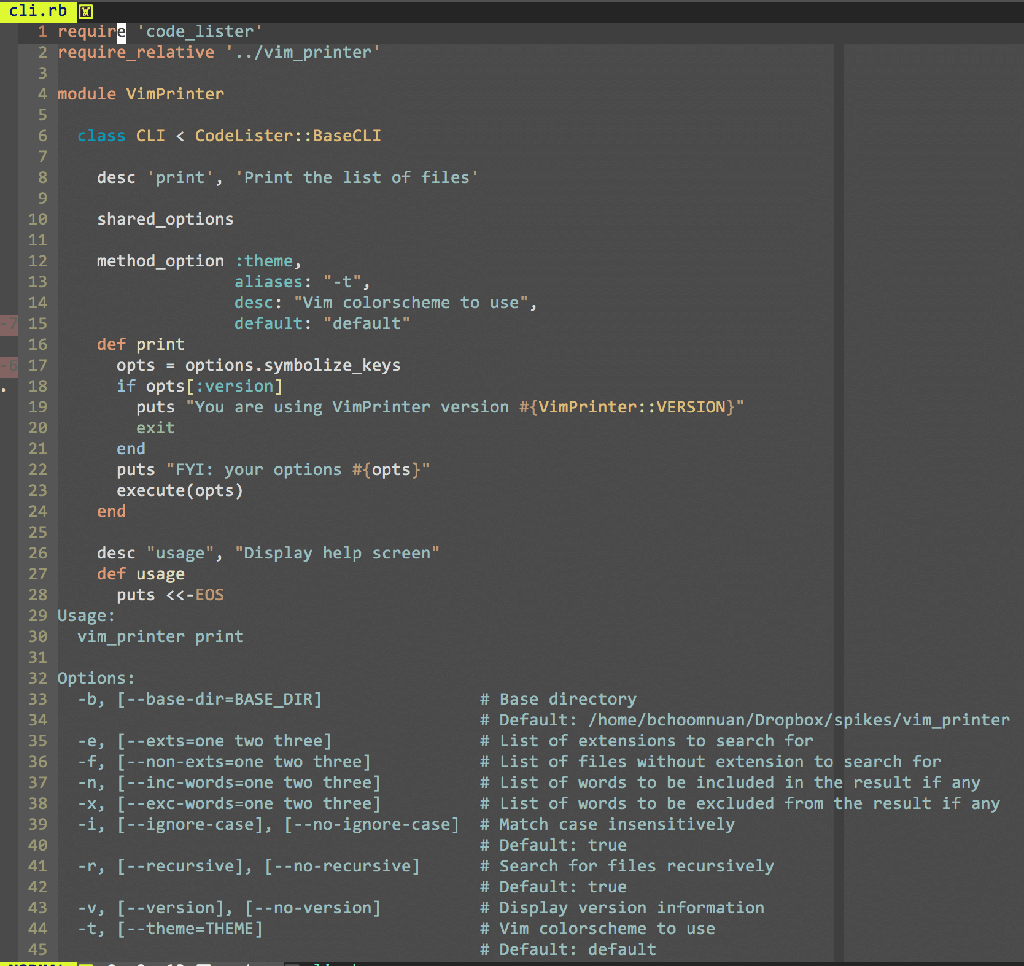 cli.rb
1 require 'code_lister'
2 require_relative '../vim_printer'
3
4 module VimPrinter
5
6   class CLI < CodeLister::BaseCLI
7
8     desc 'print', 'Print the list of files'
9
10     shared_options
11
12     method_option :theme,
13                   aliases: "-t",
14                   desc: "Vim colorscheme to use",
-7 15                   default: "default"
16     def print
-6 17       opts = options.symbolize_keys
. 18       if opts[:version]
19         puts "You are using VimPrinter version #{VimPrinter::VERSION}"
20         exit
21       end
22       puts "FYI: your options #{opts}"
23       execute(opts)
24     end
25
26     desc "usage", "Display help screen"
27     def usage
28       puts <<-EOS
29 Usage:
30   vim_printer print
31
32 Options:
33   -b, [--base-dir=BASE_DIR]                # Base directory
34                                            # Default: /home/bchoomnuan/Dropbox/spikes/vim_printer
35   -e, [--exts=one two three]               # List of extensions to search for
36   -f, [--non-exts=one two three]           # List of files without extension to search for
37   -n, [--inc-words=one two three]          # List of words to be included in the result if any
38   -x, [--exc-words=one two three]          # List of words to be excluded from the result if any
39   -i, [--ignore-case], [--no-ignore-case]  # Match case insensitively
40                                            # Default: true
41   -r, [--recursive], [--no-recursive]      # Search for files recursively
42                                            # Default: true
43   -v, [--version], [--no-version]          # Display version information
44   -t, [--theme=THEME]                      # Vim colorscheme to use
45                                            # Default: default